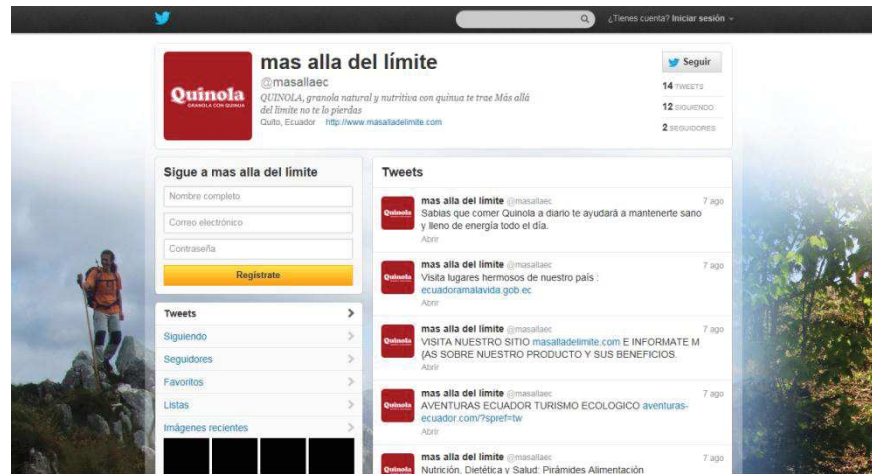 ¿Tienes cuenta? Iniciar sesión
Quinola
GRANOLA CON QUINUA
mas alla del límite
@masallaec
QUINOLA, granola natural y nutritiva con quinua te trae Más allá
del límite no te lo pierdas
Quito, Ecuador http://www.masalladelimite.com
Seguir
14 TWEETS
12 SIGUIENDO
2 SEGUIDORES
Sigue a mas alla del límite
Nombre completo
Correo electrónico
Contraseña
Regístrate
Tweets
Siguiendo
Seguidores
Favoritos
Listas
Imágenes recientes
Tweets
Quinola
mas alla del límite @masallaec 7 ago
Sabias que comer Quinola a diario te ayudará a mantenerte sano
y lleno de energía todo el día.
Abrir
Quinola
mas alla del límite @masallaec 7 ago
Visita lugares hermosos de nuestro país :
ecuadoramalavida.gob.ec
Abrir
Quinola
mas alla del límite @masallaec 7 ago
VISITA NUESTRO SITIO masalladelimite.com E INFORMATE M
{AS SOBRE NUESTRO PRODUCTO Y SUS BENEFICIOS.
Abrir
Quinola
mas alla del límite @masallaec 7 ago
AVENTURAS ECUADOR TURISMO ECOLOGICO aventuras-
ecuador.com/?spref=tw
Abrir
Quinola
mas alla del límite @masallaec 7 ago
Nutrición, Dietética y Salud: Pirámides Alimentación